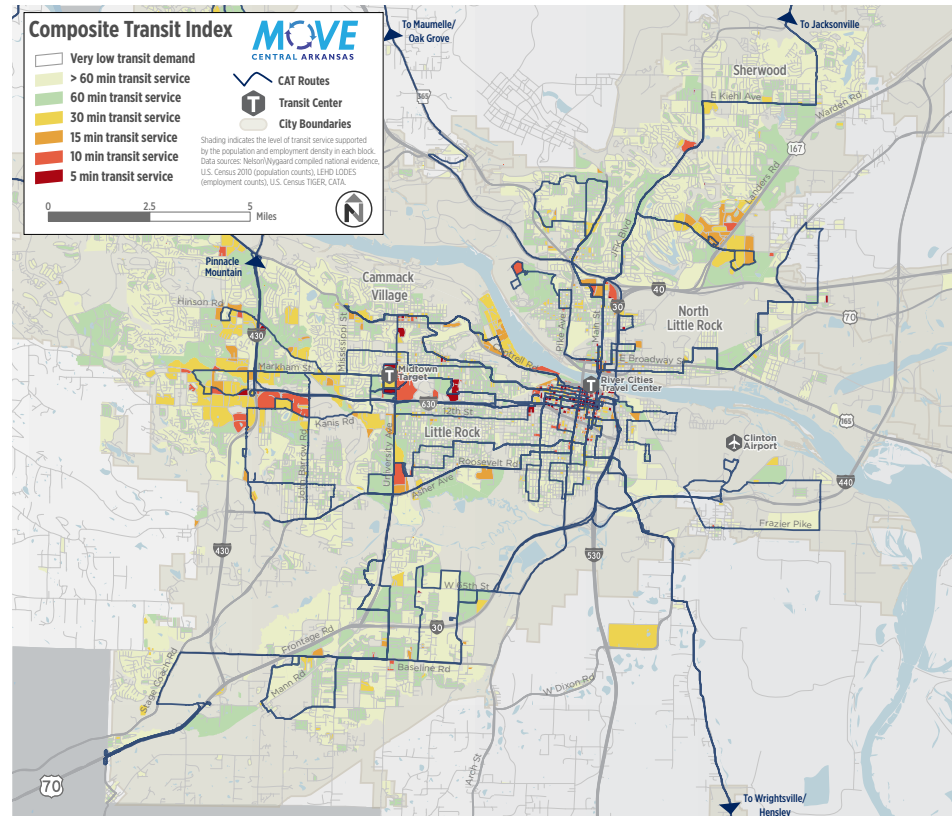 Composite Transit Index
MOVE
CENTRAL ARKANSAS
Very low transit demand
> 60 min transit service
60 min transit service
30 min transit service
15 min transit service
10 min transit service
5 min transit service
CAT Routes
T
Transit Center
City Boundaries
Shading indicates the level of transit service supported
by the population and employment density in each block.
Data sources: Nelson\Nygaard compiled national evidence,
U.S. Census 2010 (population counts), LEHD LODES
(employment counts), U.S. Census TIGER, CATA.
0
2.5
5
Miles
N
To Maumelle/
Oak Grove
To Jacksonville
Sherwood
E Kiehl Ave
Warden Rd
365
167
Landers Rd
JFK Blvd
Pinnacle
Mountain
Cammack
Village
Hinson Rd
430
Mississippi St
Markham St
Cantrell Rd
Pike Ave
Main St
30
40
North
Little Rock
70
E Broadway St
T
Midtown
Target
T
River Cities
Travel Center
630
12th St
Kanis Rd
Little Rock
165
Clinton
Airport
John Barrow Rd
University Ave
Roosevelt Rd
Asher Ave
440
Frazier Pike
430
530
W 65th St
30
Frontage Rd
Baseline Rd
Stage Coach Rd
Mann Rd
W Dixon Rd
Arch St
70
To Wrightsville/
Hensley